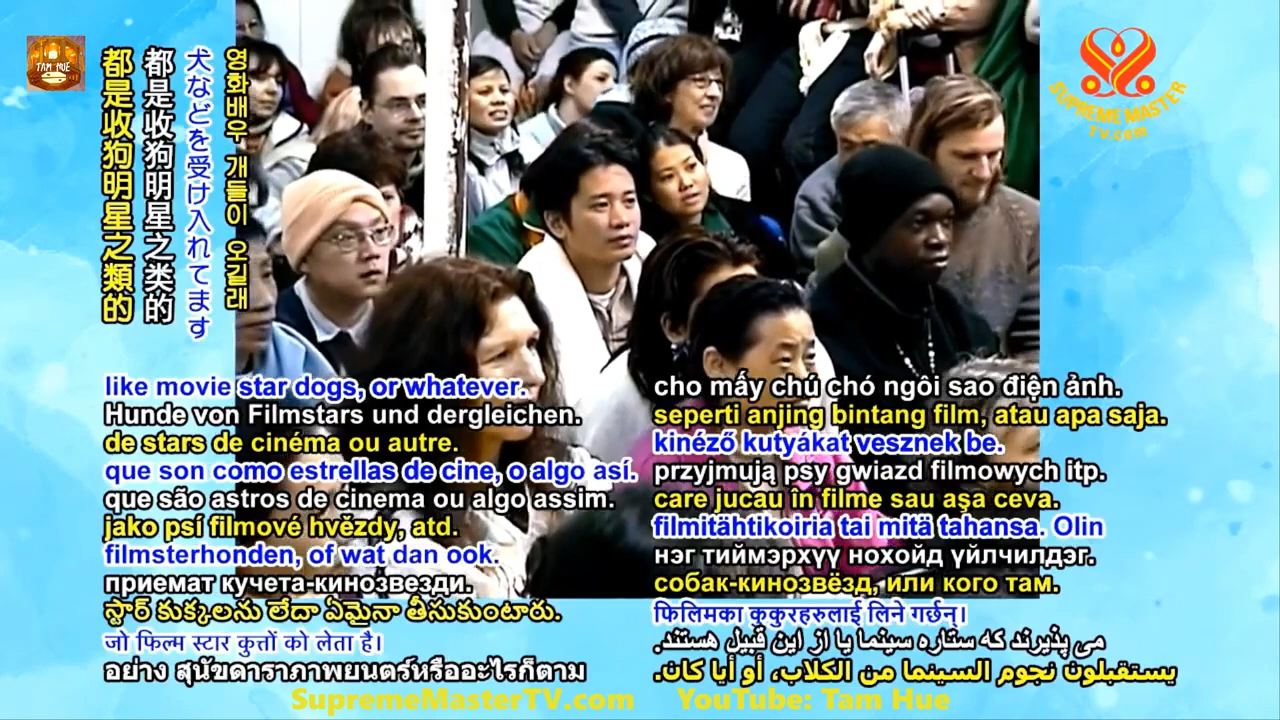 TAM HUE
都是收狗明星之類的
都是收狗明星之类的
犬などを受け入れてます
영화배우 개들이 오길래
SUPREME MASTER
TV.com
like movie star dogs, or whatever.
Hunde von Filmstars und dergleichen.
de stars de cinéma ou autre.
que son como estrellas de cine, o algo así.
que são astros de cinema ou algo assim.
jako psí filmové hvězdy, atd.
filmsterhonden, of wat dan ook.
приемат кучета-кинозвезди.
స్టార్ కుక్కలను లేదా ఏమైనా తీసుకుంటారు.
जो फिल्म स्टार कुत्तों को लेता है।
อย่าง สุนัขดาราภาพยนตร์หรืออะไรก็ตาม
cho mấy chú chó ngôi sao điện ảnh.
seperti anjing bintang film, atau apa saja.
kinéző kutyákat vesznek be.
przyjmują psy gwiazd filmowych itp.
care jucau în filme sau aşa ceva.
filmitähtikoiria tai mitä tahansa. Olin
нэг тиймэрхүү нохойд үйлчилдэг.
собак-кинозвёзд, или кого там.
फिलिमका कुकुरहरुलाई लिने गर्छन्।
می پذیرند که ستاره سینما یا از این قبیل هستند.
يستقبلون نجوم السينما من الكلاب، أو أيا كان.
SupremeMasterTV.com
YouTube: Tam Hue